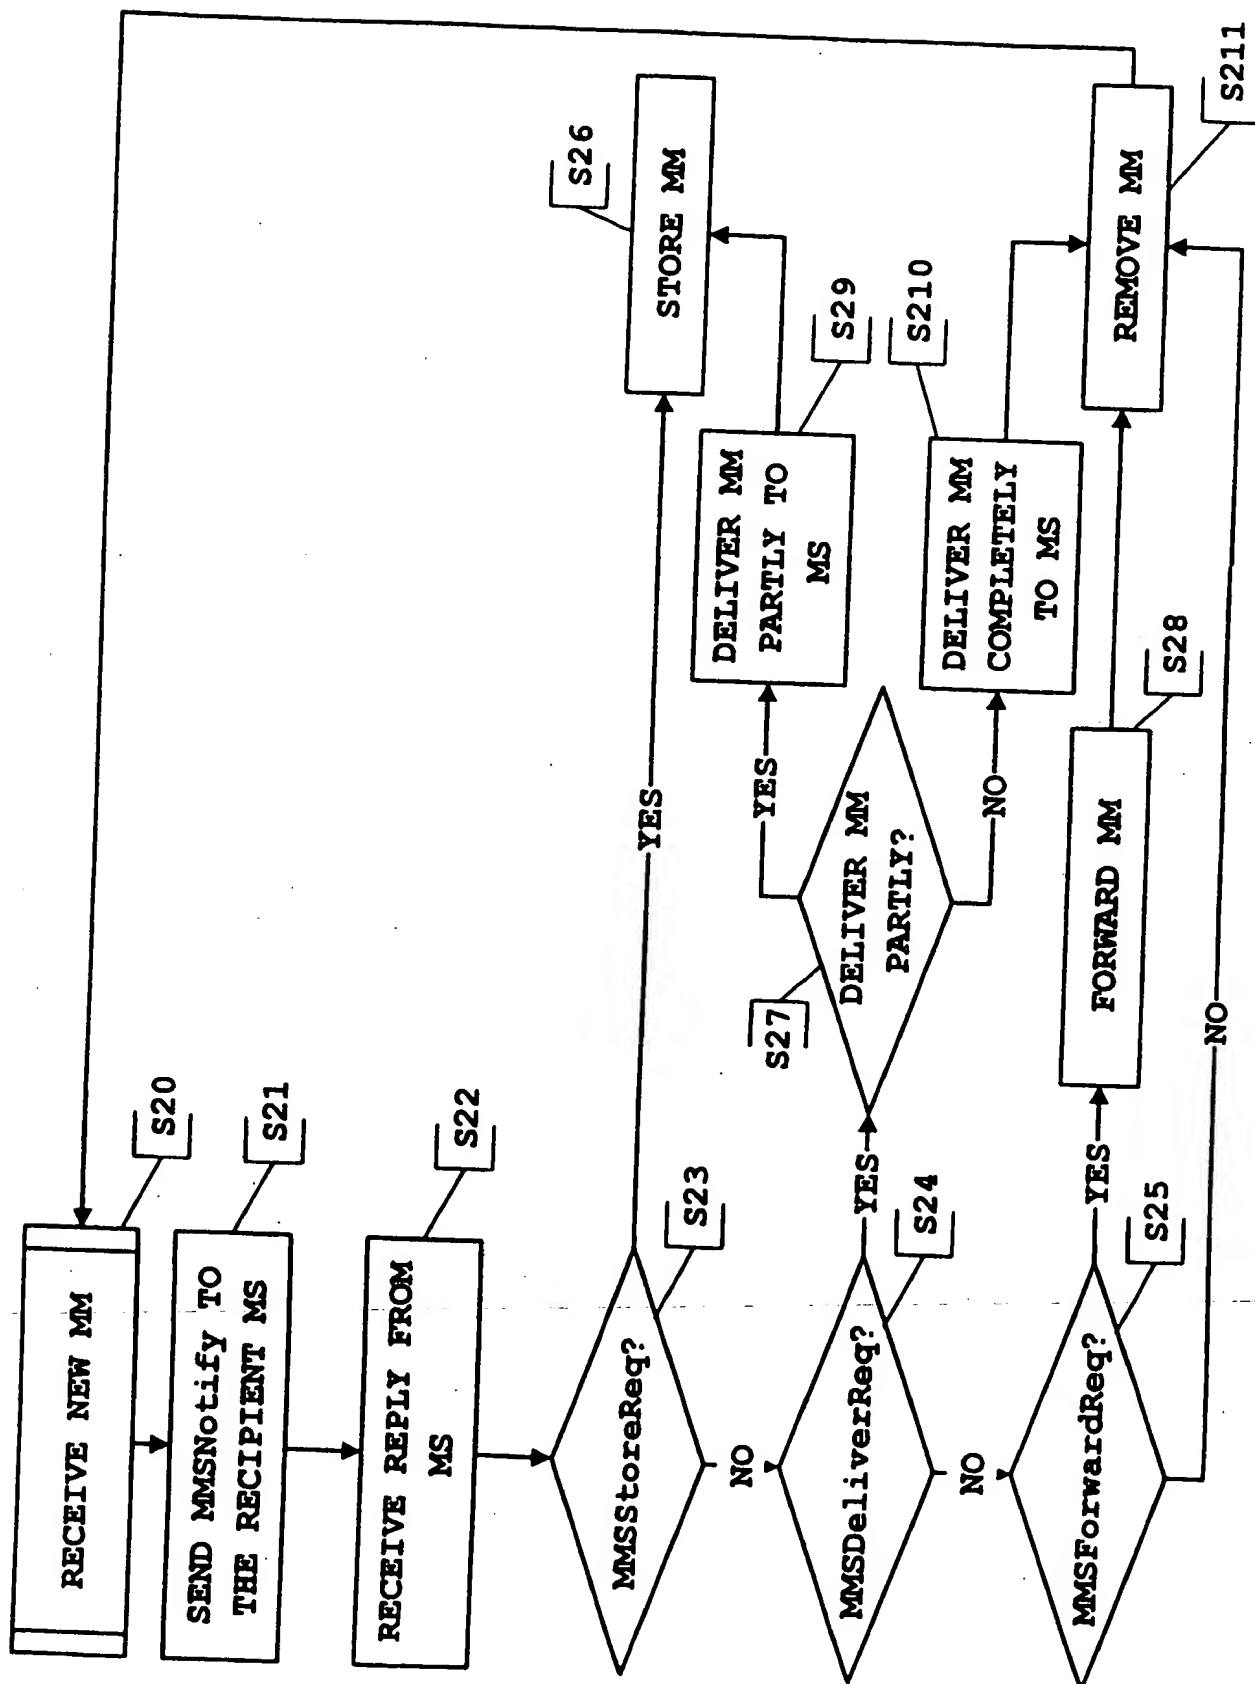 RECEIVE NEW MM
S20
SEND MMSNotify TO
THE RECIPIENT MS
S21
RECEIVE REPLY FROM
MS
S22
MMSStoreReq?
S23
YES
NO
STORE MM
S26
MMSDeliverReq?
S24
YES
NO
DELIVER MM
PARTLY?
S27
YES
NO
DELIVER MM
PARTLY TO
MS
S29
DELIVER MM
COMPLETELY
TO MS
S210
MMSForwardReq?
S25
YES
NO
FORWARD MM
S28
REMOVE MM
S211